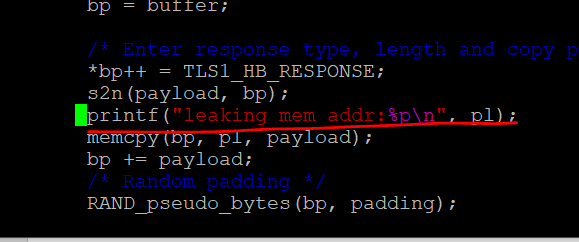 bp = buffer;
/* Enter response type, length and copy p
*bp++ = TLS1_HB_RESPONSE;
s2n(payload, bp);
printf("leaking mem addr:%p\n", pl);
memcpy(bp, pl, payload);
bp += payload;
/* Random padding */
RAND_pseudo_bytes(bp, padding);